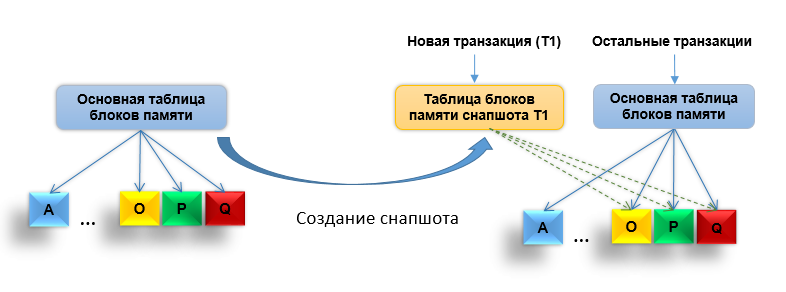 Новая транзакция (T1)
Остальные транзакции
Основная таблица
блоков памяти
Таблица блоков
памяти снапшота T1
Основная таблица
блоков памяти
A
...
O
P
Q
Создание снапшота
A
...
O
P
Q